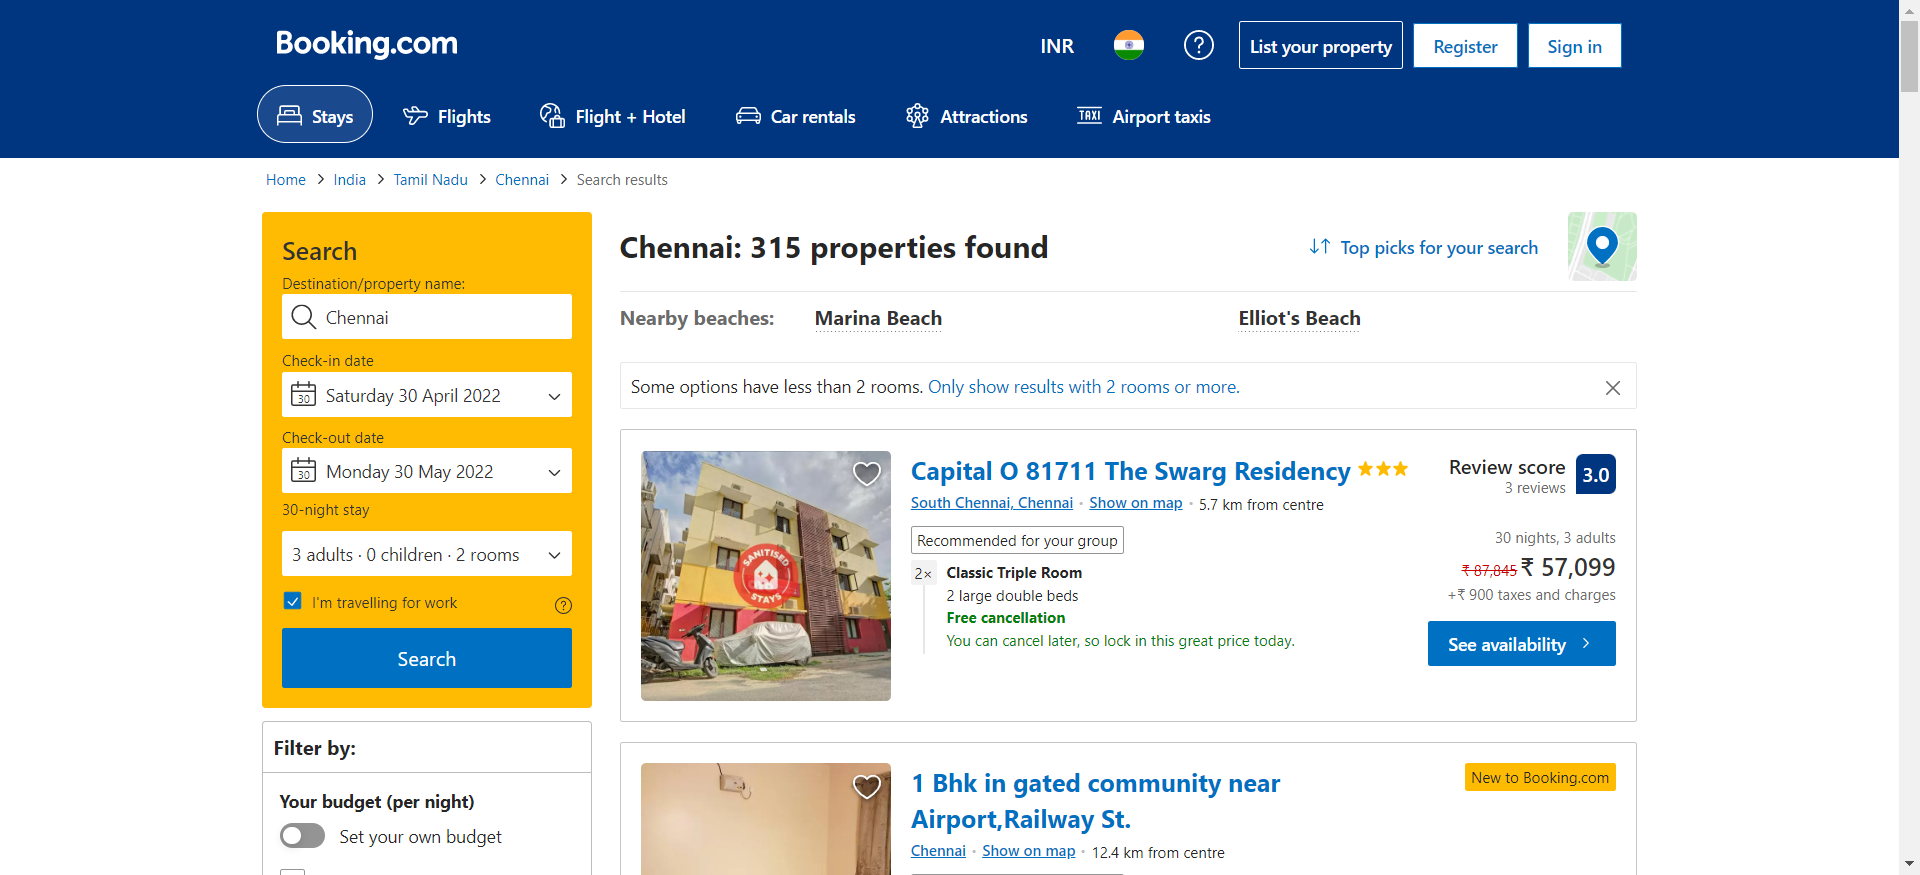 Booking.com
INR
List your property
Register
Sign in
Stays
Flights
Flight + Hotel
Car rentals
Attractions
TAXI
Airport taxis
Home > India > Tamil Nadu > Chennai > Search results
Search
Destination/property name:
Chennai
Check-in date
30
Saturday 30 April 2022
Check-out date
30
Monday 30 May 2022
30-night stay
3 adults · 0 children · 2 rooms
I'm travelling for work
Search
Filter by:
Your budget (per night)
Set your own budget
Chennai: 315 properties found
Top picks for your search
Nearby beaches:
Marina Beach
Elliot's Beach
Some options have less than 2 rooms. Only show results with 2 rooms or more.
SANITISED
STAYS
Capital O 81711 The Swarg Residency
South Chennai, Chennai · Show on map · 5.7 km from centre
Recommended for your group
2× Classic Triple Room
2 large double beds
Free cancellation
You can cancel later, so lock in this great price today.
Review score
3 reviews
3.0
30 nights, 3 adults
₹ 87,845 ₹ 57,099
+₹ 900 taxes and charges
See availability
1 Bhk in gated community near
Airport,Railway St.
Chennai · Show on map · 12.4 km from centre
New to Booking.com